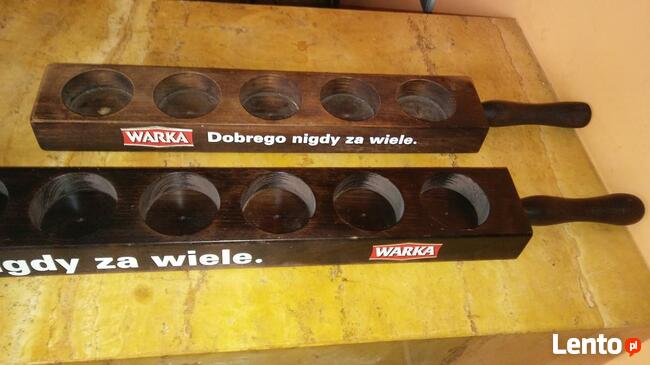 WARKA Dobrego nigdy za wiele.
gdy za wiele. WARKA
Lento.pl